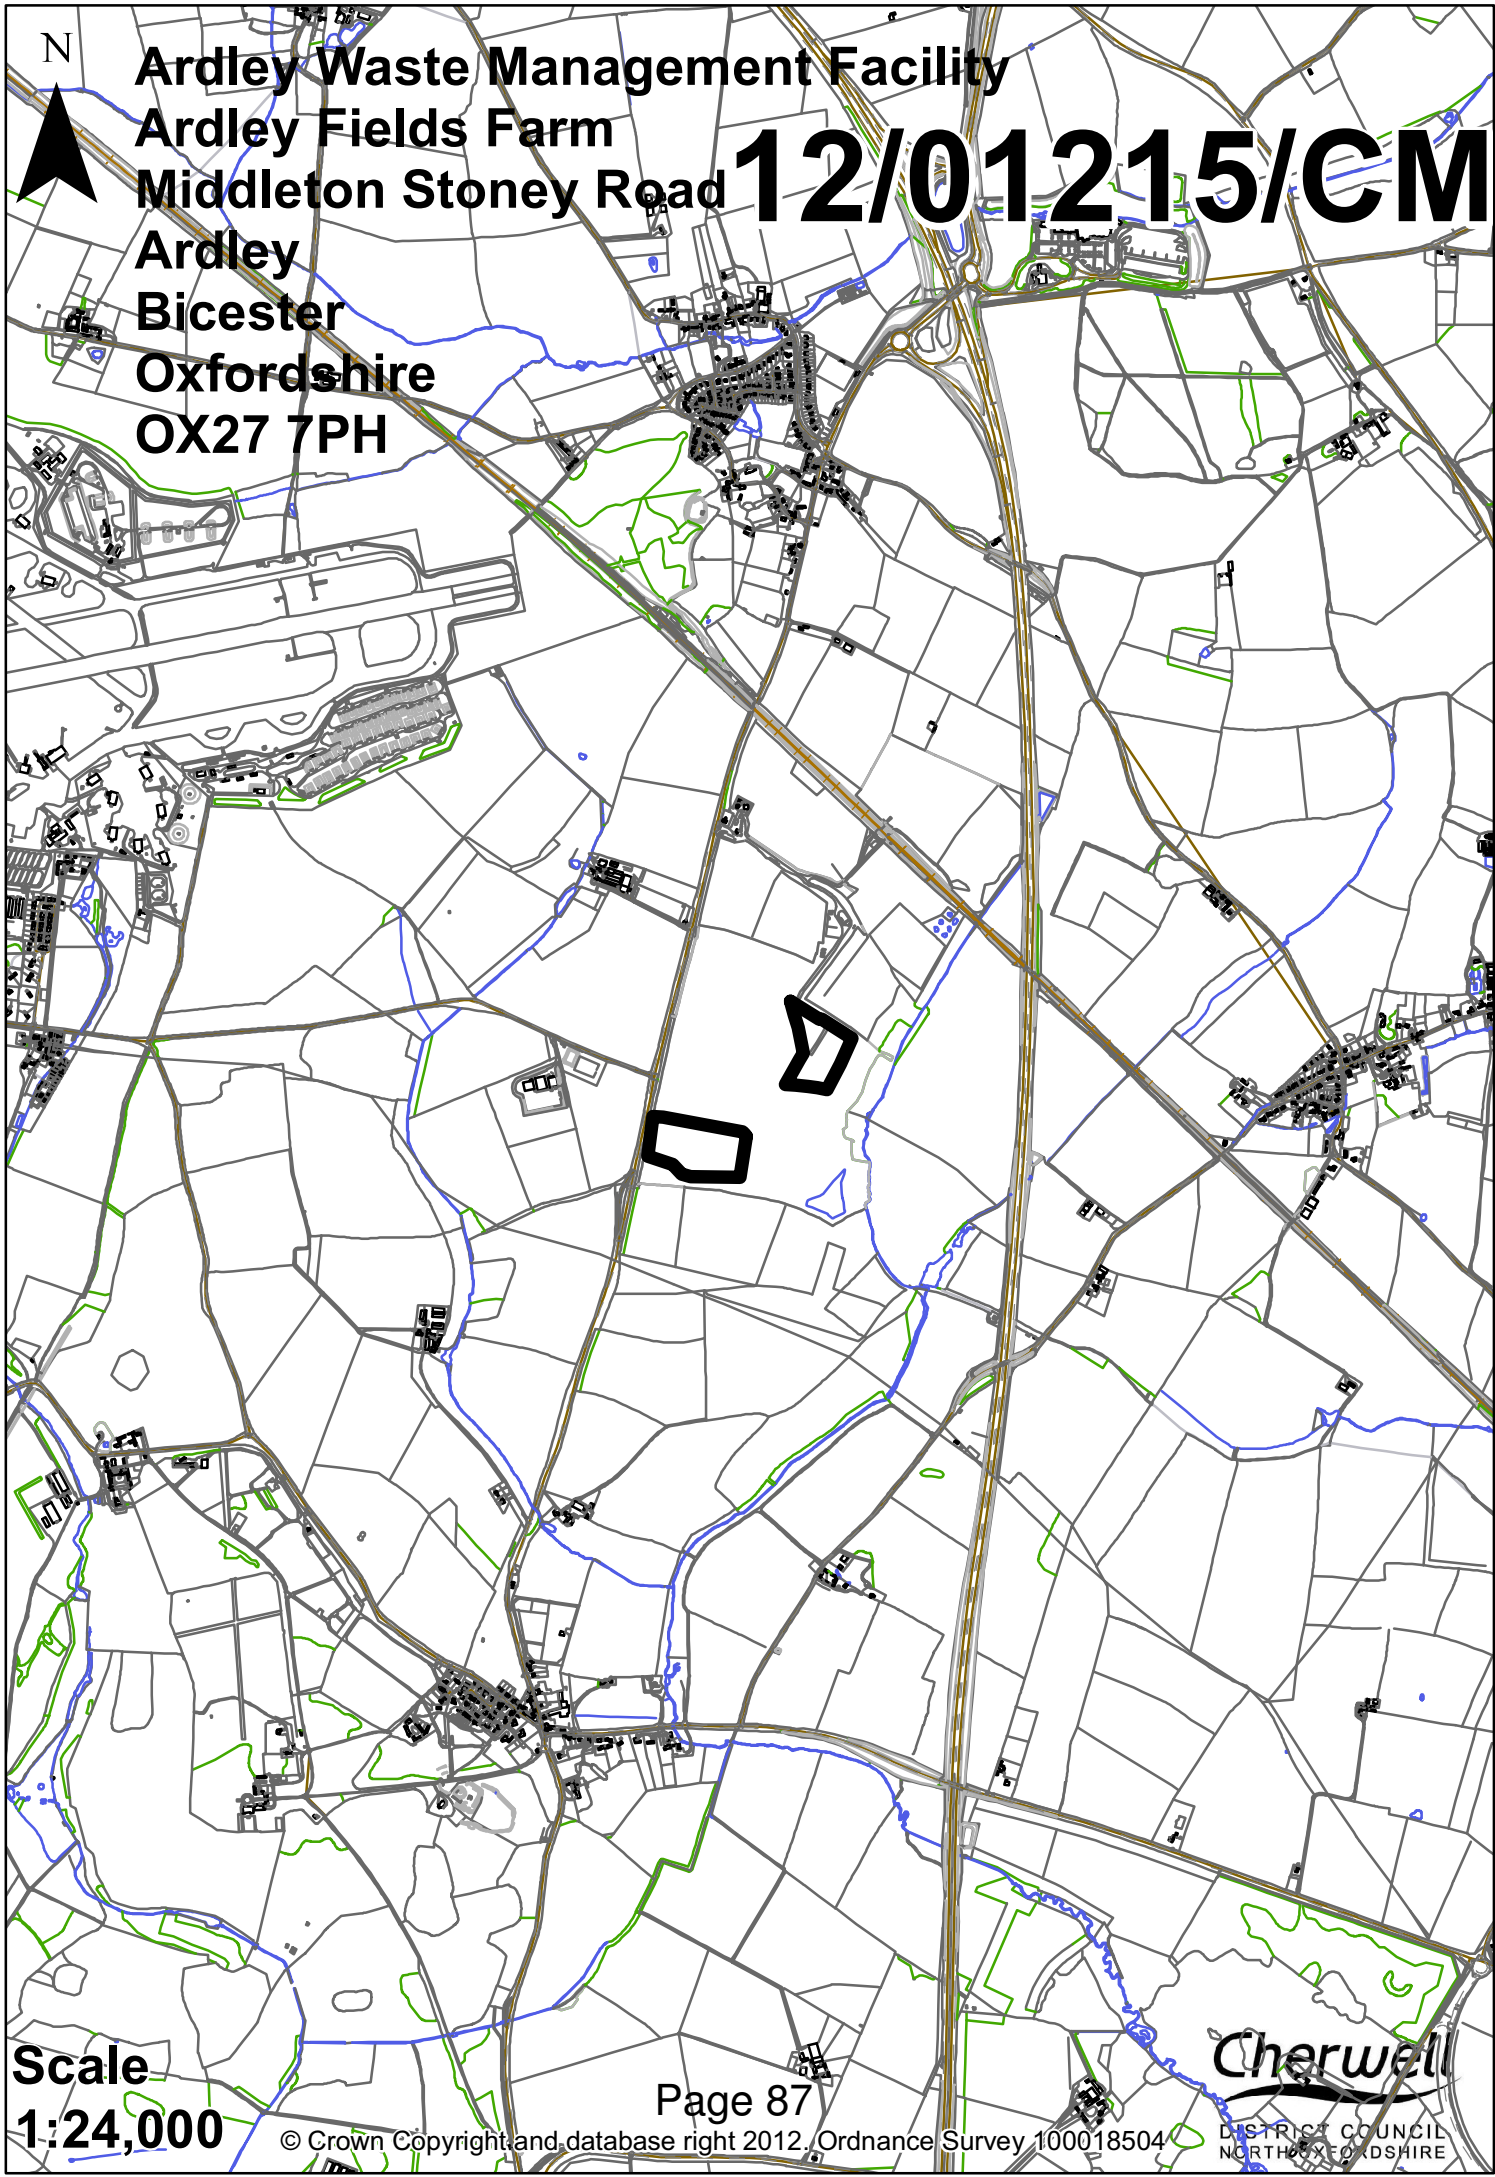 N
Ardley Waste Management Facility
Ardley Fields Farm
Middleton Stoney Road
Ardley
Bicester
Oxfordshire
OX27 7PH
12/01215/CM
Scale
1:24,000
Page 87
© Crown Copyright and database right 2012. Ordnance Survey 100018504
Cherwell
DISTRICT COUNCIL
NORTH OXFORDSHIRE